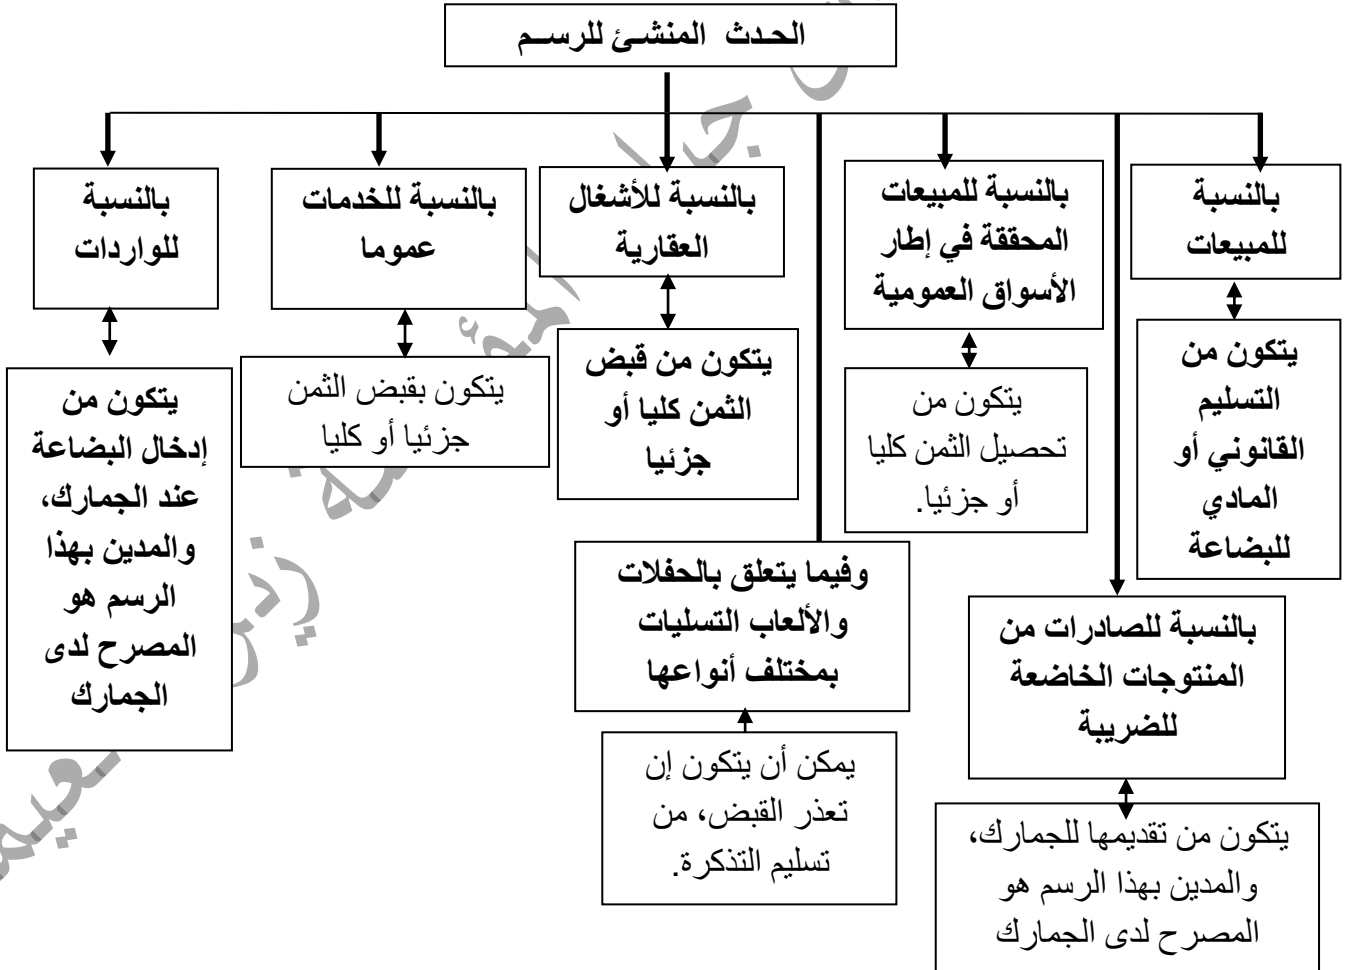 الحدث المنشئ للرسم
بالنسبة
للمبيعات
يتكون من
التسليم
القانوني أو
المادي
للبضاعة
بالنسبة للمبيعات
المحققة في إطار
الأسواق العمومية
يتكون من
تحصيل الثمن كليا
أو جزئيا.
بالنسبة للأشغال
العقارية
يتكون من قبض
الثمن كليا أو
جزئيا
بالنسبة للخدمات
عموما
يتكون بقبض الثمن
جزئيا أو كليا
بالنسبة
للواردات
يتكون من
إدخال البضاعة
عند الجمارك،
والمدين بهذا
الرسم هو
المصرح لدى
الجمارك
بالنسبة للصادرات من
المنتوجات الخاضعة
للضريبة
يتكون من تقديمها للجمارك،
والمدين بهذا الرسم هو
المصرح لدى الجمارك
وفيما يتعلق بالحفلات
والألعاب التسليات
بمختلف أنواعها
يمكن أن يتكون إن
تعذر القبض، من
تسليم التذكرة.